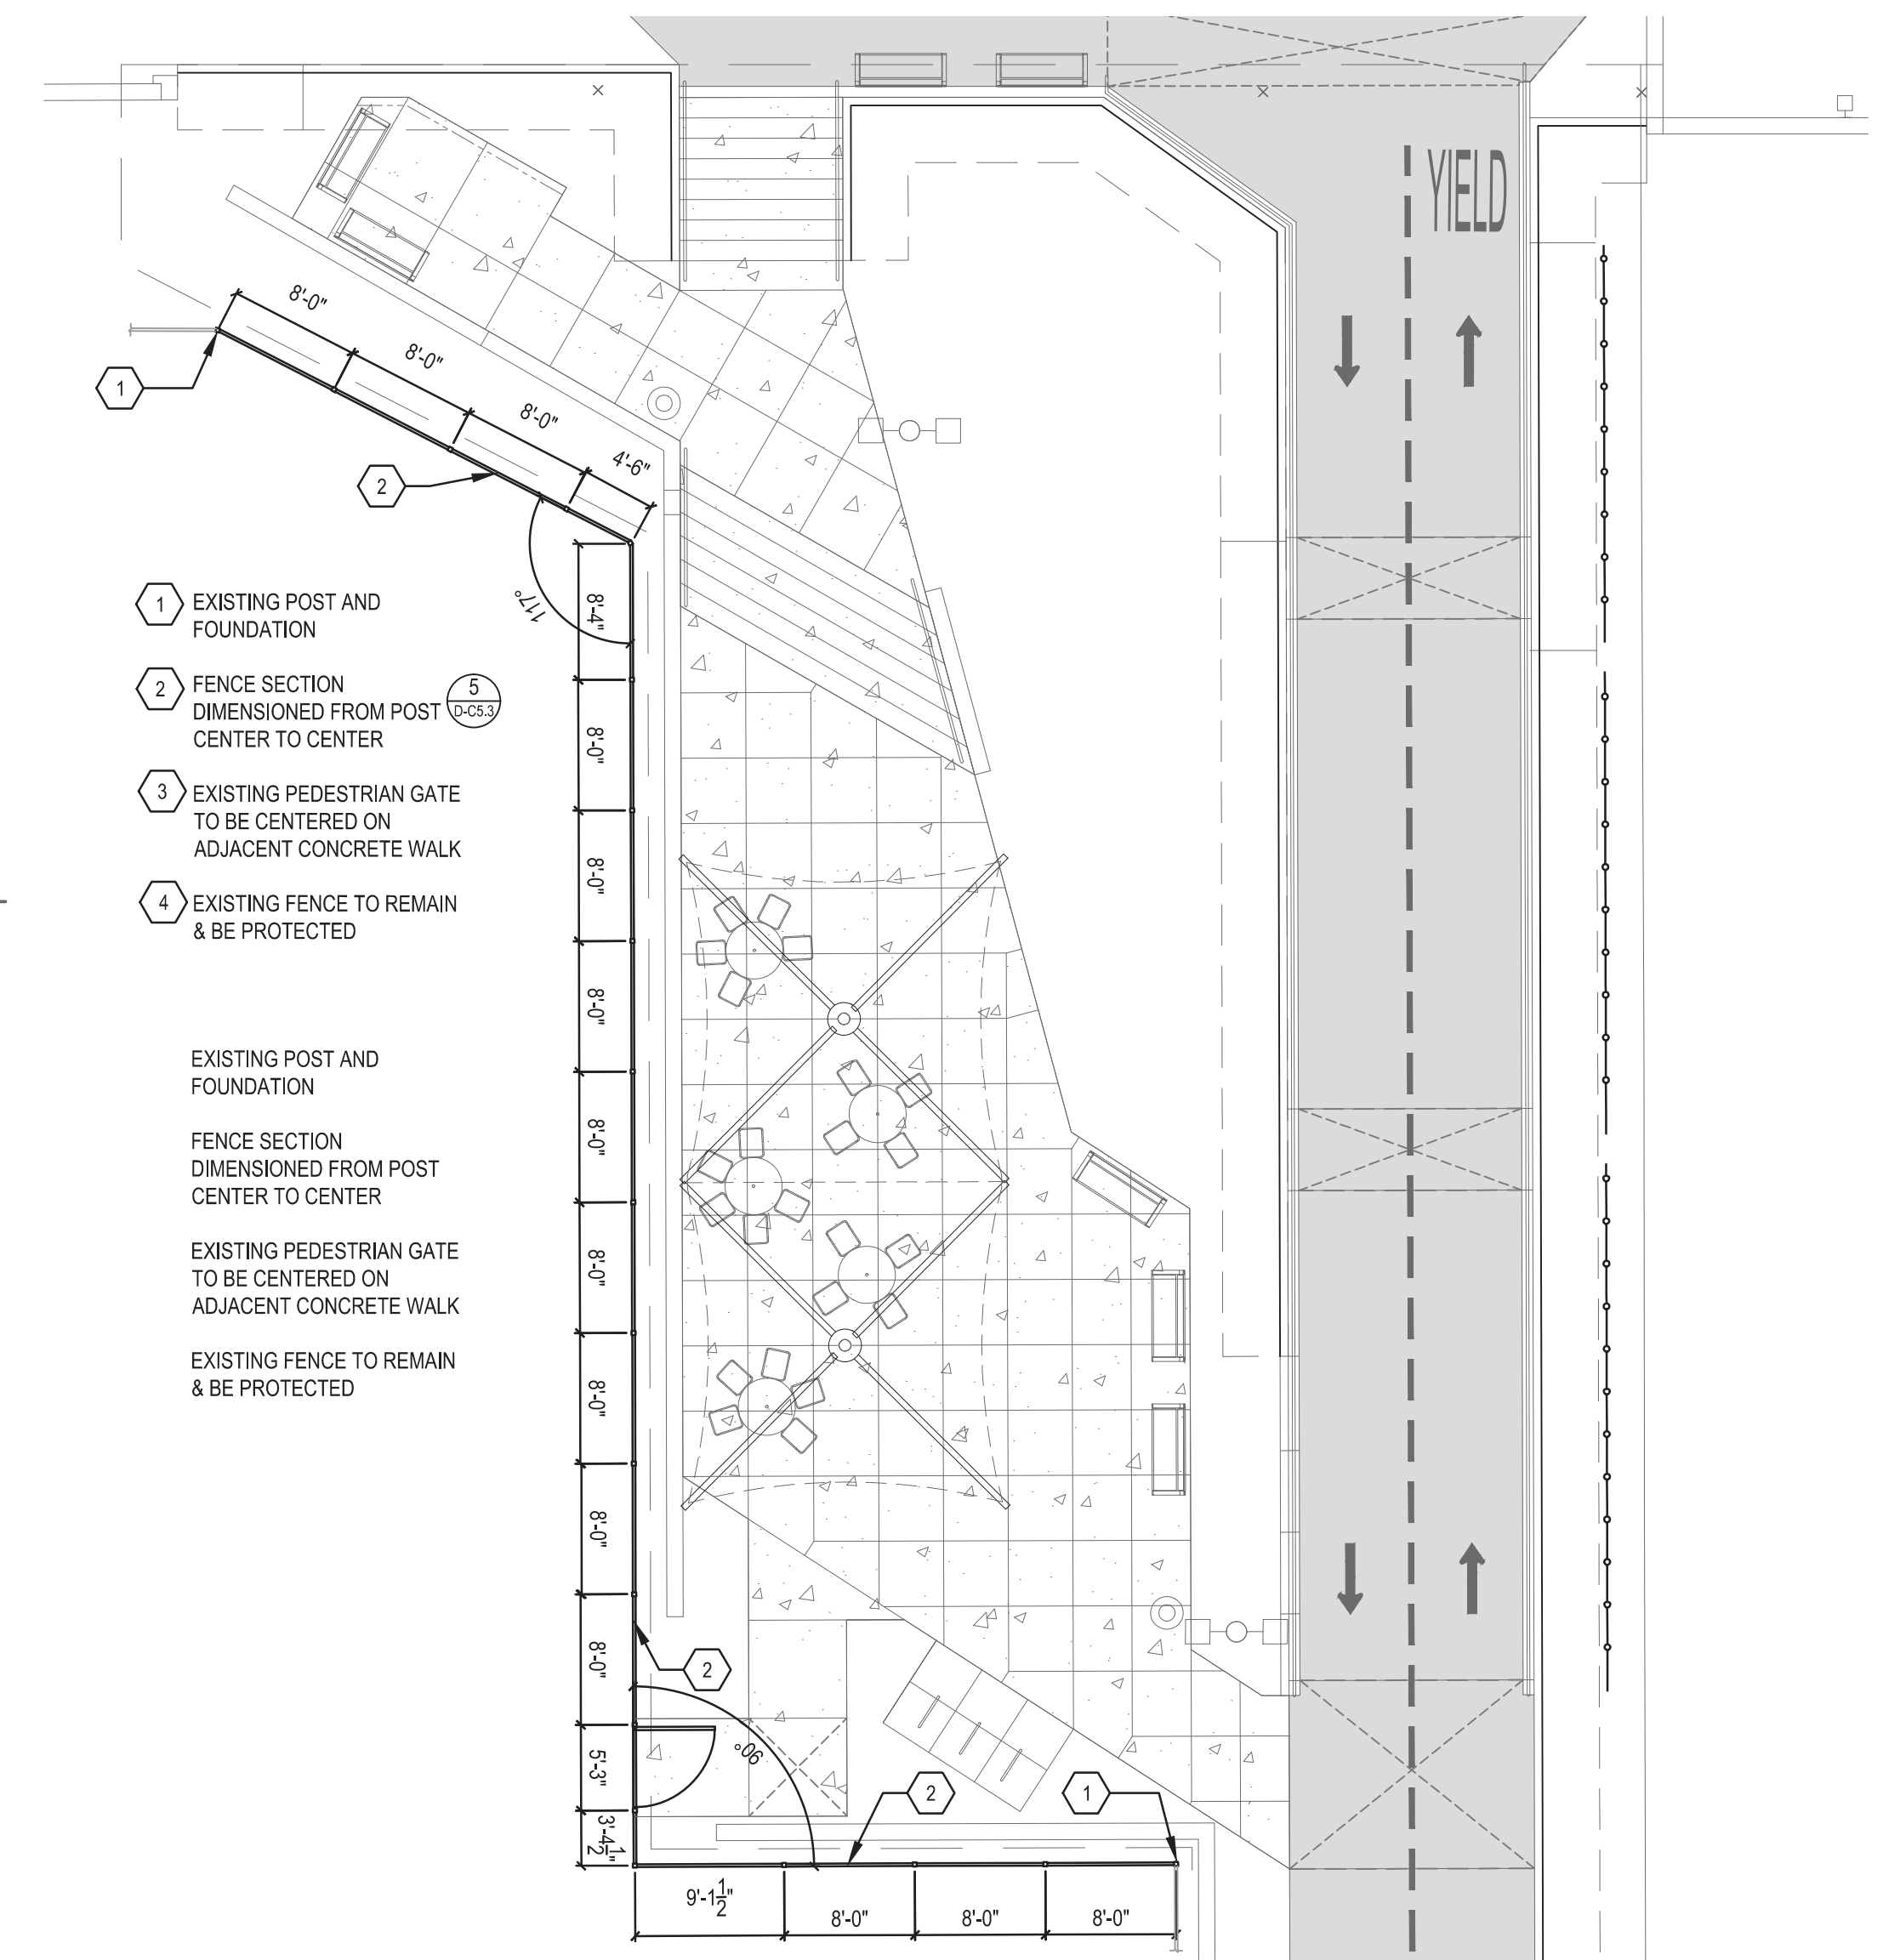 YIELD
8'-0"
8'-0"
8'-0"
4'-6"
1
2
117°
1 EXISTING POST AND
FOUNDATION
2 FENCE SECTION
DIMENSIONED FROM POST
CENTER TO CENTER
5
D-C5.3
3 EXISTING PEDESTRIAN GATE
TO BE CENTERED ON
ADJACENT CONCRETE WALK
4 EXISTING FENCE TO REMAIN
& BE PROTECTED
EXISTING POST AND
FOUNDATION
FENCE SECTION
DIMENSIONED FROM POST
CENTER TO CENTER
EXISTING PEDESTRIAN GATE
TO BE CENTERED ON
ADJACENT CONCRETE WALK
EXISTING FENCE TO REMAIN
& BE PROTECTED
8'-4"
8'-0"
8'-0"
8'-0"
8'-0"
8'-0"
8'-0"
8'-0"
8'-0"
5'-3"
3'-4 1/2"
2
90°
2
1
9'-1 1/2"
8'-0"
8'-0"
8'-0"